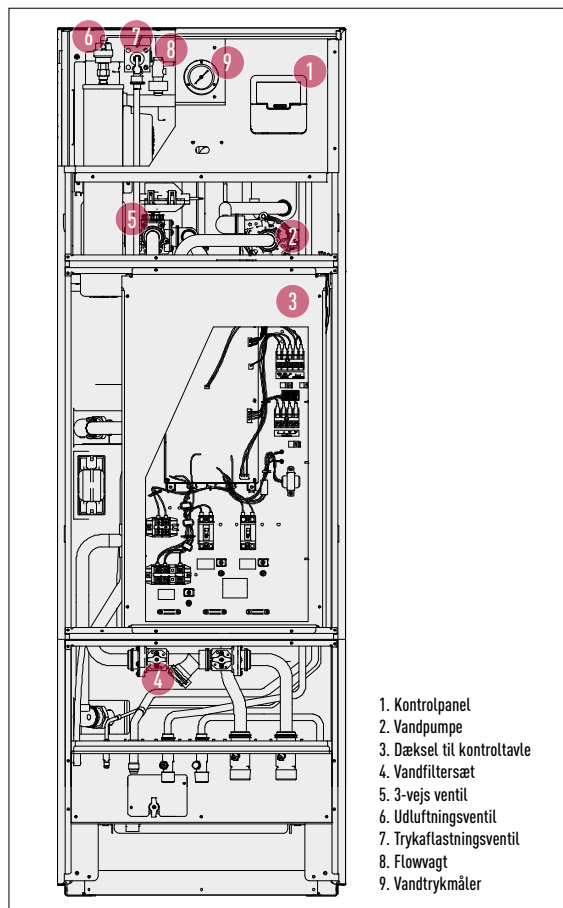 6
7
8
9
1
5
2
3
4
1. Kontrolpanel
2. Vandpumpe
3. Dæksel til kontroltavle
4. Vandfiltersæt
5. 3-vejs ventil
6. Udluftningsventil
7. Trykaflastningsventil
8. Flowvagt
9. Vandtrykmåler